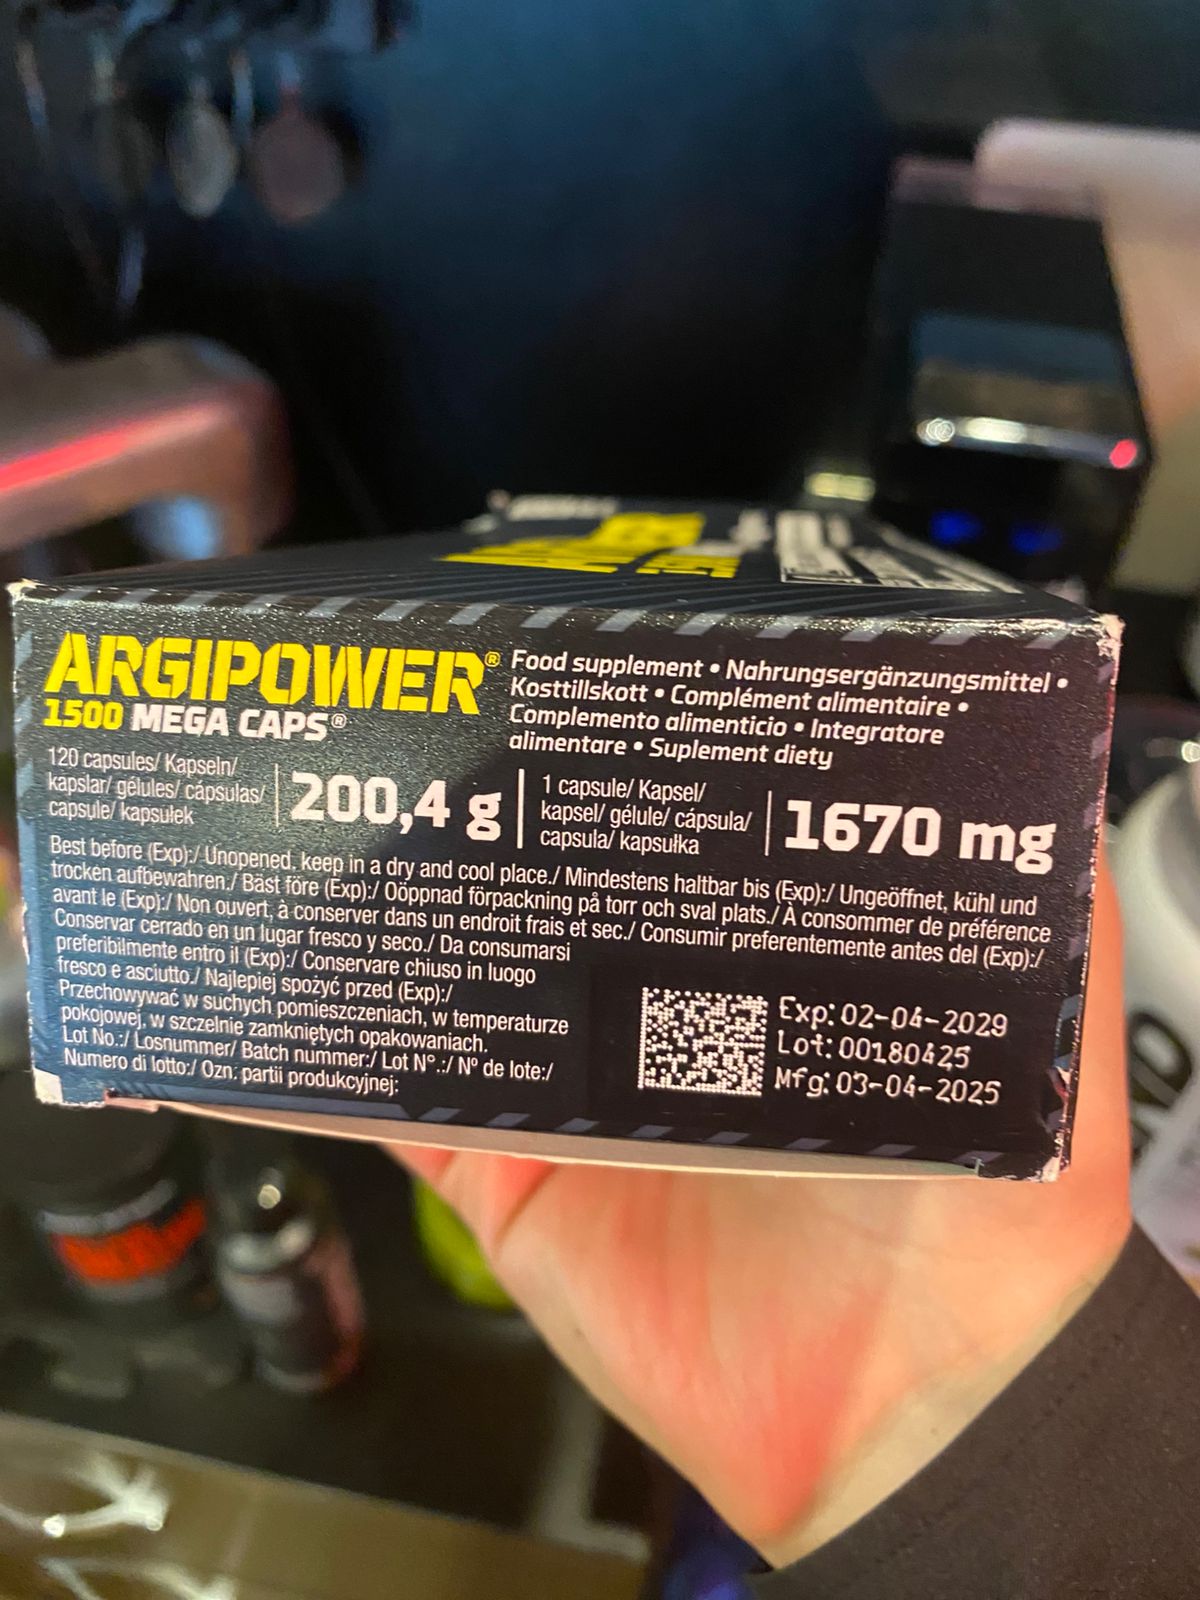 ARGIPOWER®
1500 MEGA CAPS®
Food supplement • Nahrungsergänzungsmittel •
Kosttillskott • Complément alimentaire •
Complemento alimenticio • Integratore
alimentare • Suplement diety
120 capsules/ Kapseln/
kapslar/ gélules/ cápsulas/
capsule/ kapsułek
200,4 g
1 capsule/ Kapsel/
kapsel/ gélule/ cápsula/
capsula/ kapsułka
1670 mg
Best before (Exp):/ Unopened, keep in a dry and cool place./ Mindestens haltbar bis (Exp):/ Ungeöffnet, kühl und
trocken aufbewahren./ Bäst före (Exp):/ Oöppnad förpackning på torr och sval plats./ À consommer de préférence
avant le (Exp):/ Non ouvert, à conserver dans un endroit frais et sec./ Consumir preferentemente antes del (Exp):/
Conservar cerrado en un lugar fresco y seco./ Da consumarsi
preferibilmente entro il (Exp):/ Conservare chiuso in luogo
fresco e asciutto./ Najlepiej spożyć przed (Exp):/
Przechowywać w suchych pomieszczeniach, w temperaturze
pokojowej, w szczelnie zamkniętych opakowaniach.
Lot No.:/ Losnummer/ Batch nummer:/ Lot N° .:/ Nº de lote:/
Numero di lotto:/ Ozn. partii produkcyjnej:
Exp: 02-04-2029
Lot: 00180425
Mfg: 03-04-2025